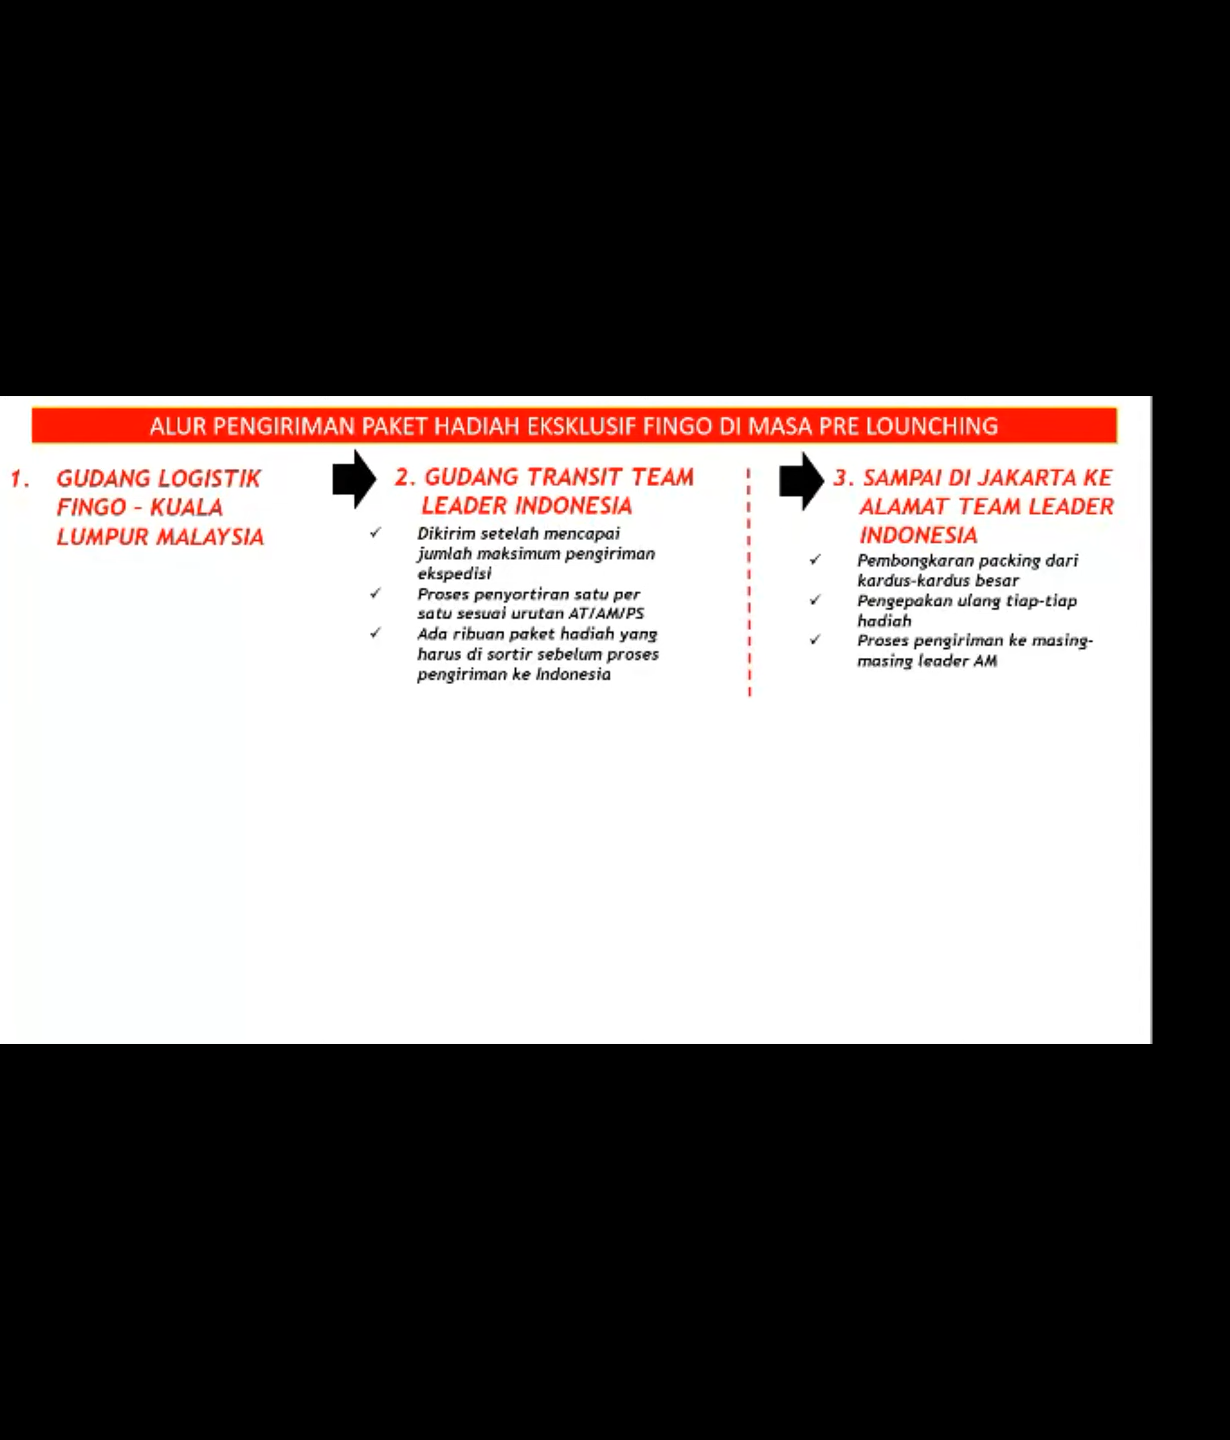 ALUR PENGIRIMAN PAKET HADIAH EKSKLUSIF FINGO DI MASA PRE LOUNCHING
1. GUDANG LOGISTIK
FINGO - KUALA
LUMPUR MALAYSIA
2. GUDANG TRANSIT TEAM
LEADER INDONESIA
✓ Dikirim setelah mencapai
jumlah maksimum pengiriman
ekspedisi
✓ Proses penyortiran satu per
satu sesuai urutan AT/AM/PS
✓ Ada ribuan paket hadiah yang
harus di sortir sebelum proses
pengiriman ke Indonesia
3. SAMPAI DI JAKARTA KE
ALAMAT TEAM LEADER
INDONESIA
✓ Pembongkaran packing dari
kardus-kardus besar
✓ Pengepakan ulang tiap-tiap
hadiah
✓ Proses pengiriman ke masing-
masing leader AM